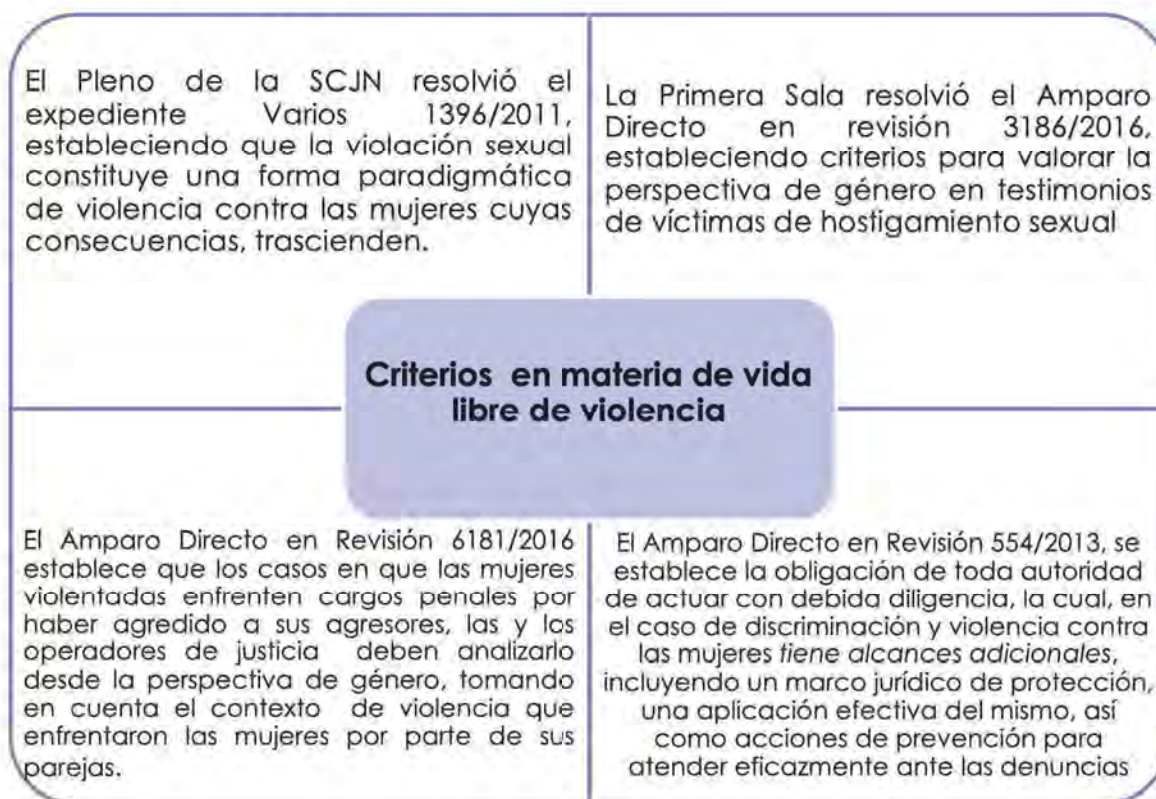 El Pleno de la SCJN resolvió el
expediente Varios 1396/2011,
estableciendo que la violación sexual
constituye una forma paradigmática
de violencia contra las mujeres cuyas
consecuencias, trascienden.
La Primera Sala resolvió el Amparo
Directo en revisión 3186/2016,
estableciendo criterios para valorar la
perspectiva de género en testimonios
de víctimas de hostigamiento sexual
Criterios en materia de vida
libre de violencia
El Amparo Directo en Revisión 6181/2016
establece que los casos en que las mujeres
violentadas enfrenten cargos penales por
haber agredido a sus agresores, las y los
operadores de justicia deben analizarlo
desde la perspectiva de género, tomando
en cuenta el contexto de violencia que
enfrentaron las mujeres por parte de sus
parejas.
El Amparo Directo en Revisión 554/2013, se
establece la obligación de toda autoridad
de actuar con debida diligencia, la cual, en
el caso de discriminación y violencia contra
las mujeres tiene alcances adicionales,
incluyendo un marco jurídico de protección,
una aplicación efectiva del mismo, así
como acciones de prevención para
atender eficazmente ante las denuncias